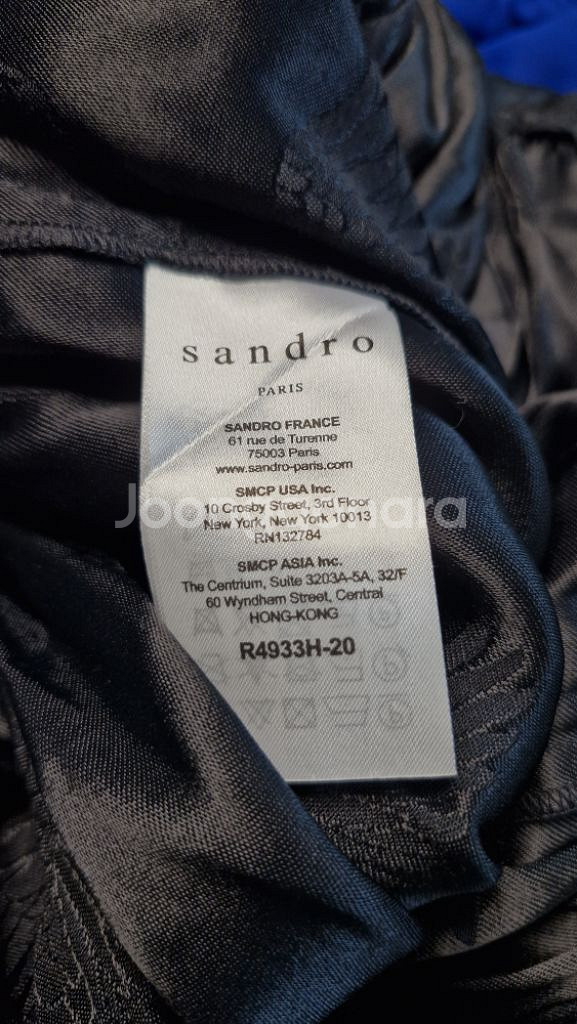 sandro
PARIS
SANDRO FRANCE
61 rue de Turenne
75003 Paris
www.sandro-paris.com
SMCP USA Inc.
10 Crosby Street, 3rd Floor
New York, New York 10013
RN132784
SMCP ASIA Inc.
The Centrium, Suite 3203A-5A, 32/F
60 Wyndham Street, Central
HONG-KONG
R4933H-20